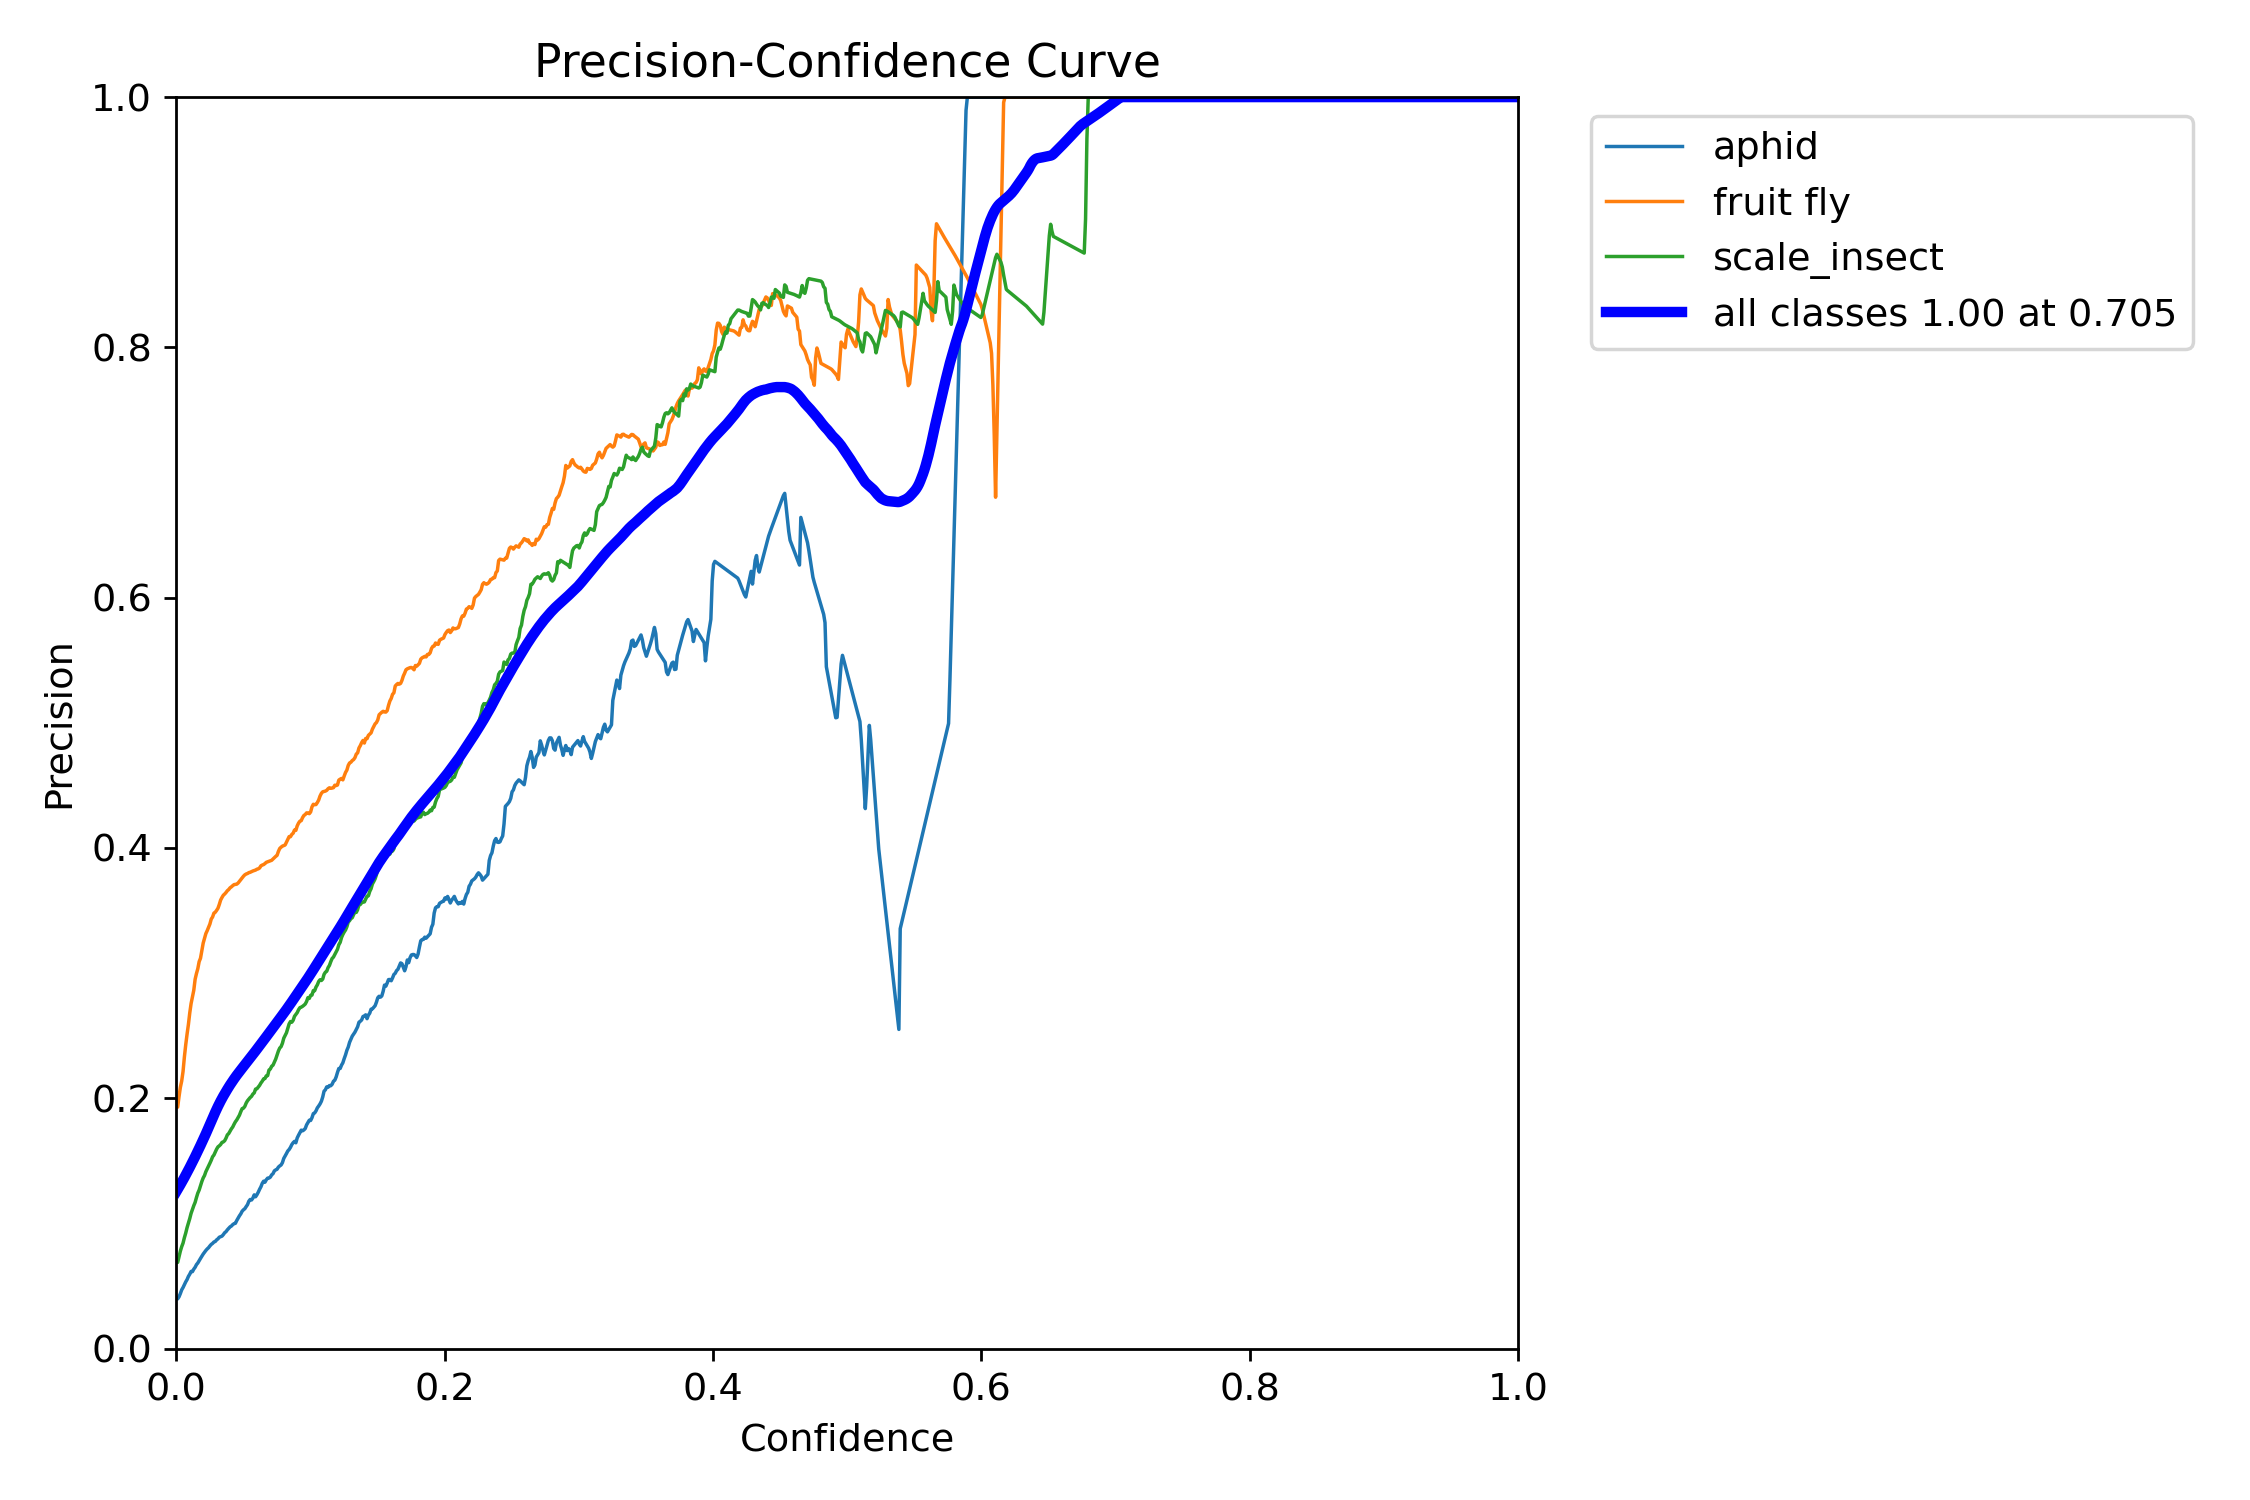 Precision-Confidence Curve
1.0
0.8
0.6
0.4
0.2
0.0
Precision
0.0 0.2 0.4 0.6 0.8 1.0
Confidence
aphid
fruit fly
scale_insect
all classes 1.00 at 0.705